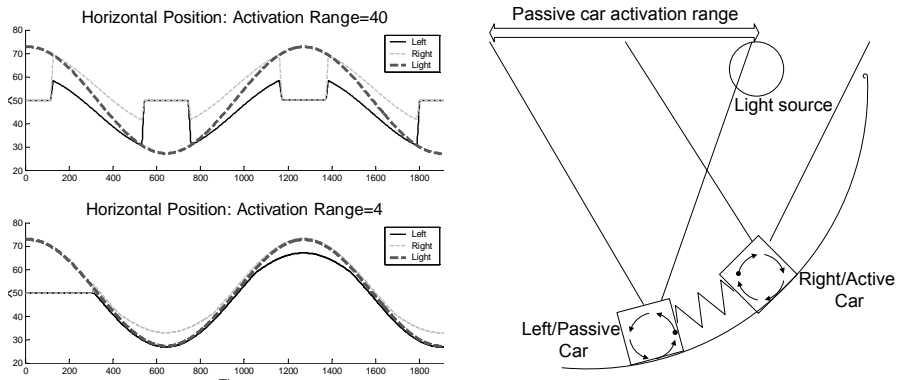 Horizontal Position: Activation Range=40
80
70
60
50
40
30
20
0
200
400
600
800
1000
1200
1400
1600
1800
Left
Right
Light
Horizontal Position: Activation Range=4
80
70
60
50
40
30
20
0
200
400
600
800
1000
1200
1400
1600
1800
Left
Right
Light
Passive car activation range
Light source
Right/Active
Car
Left/Passive
Car